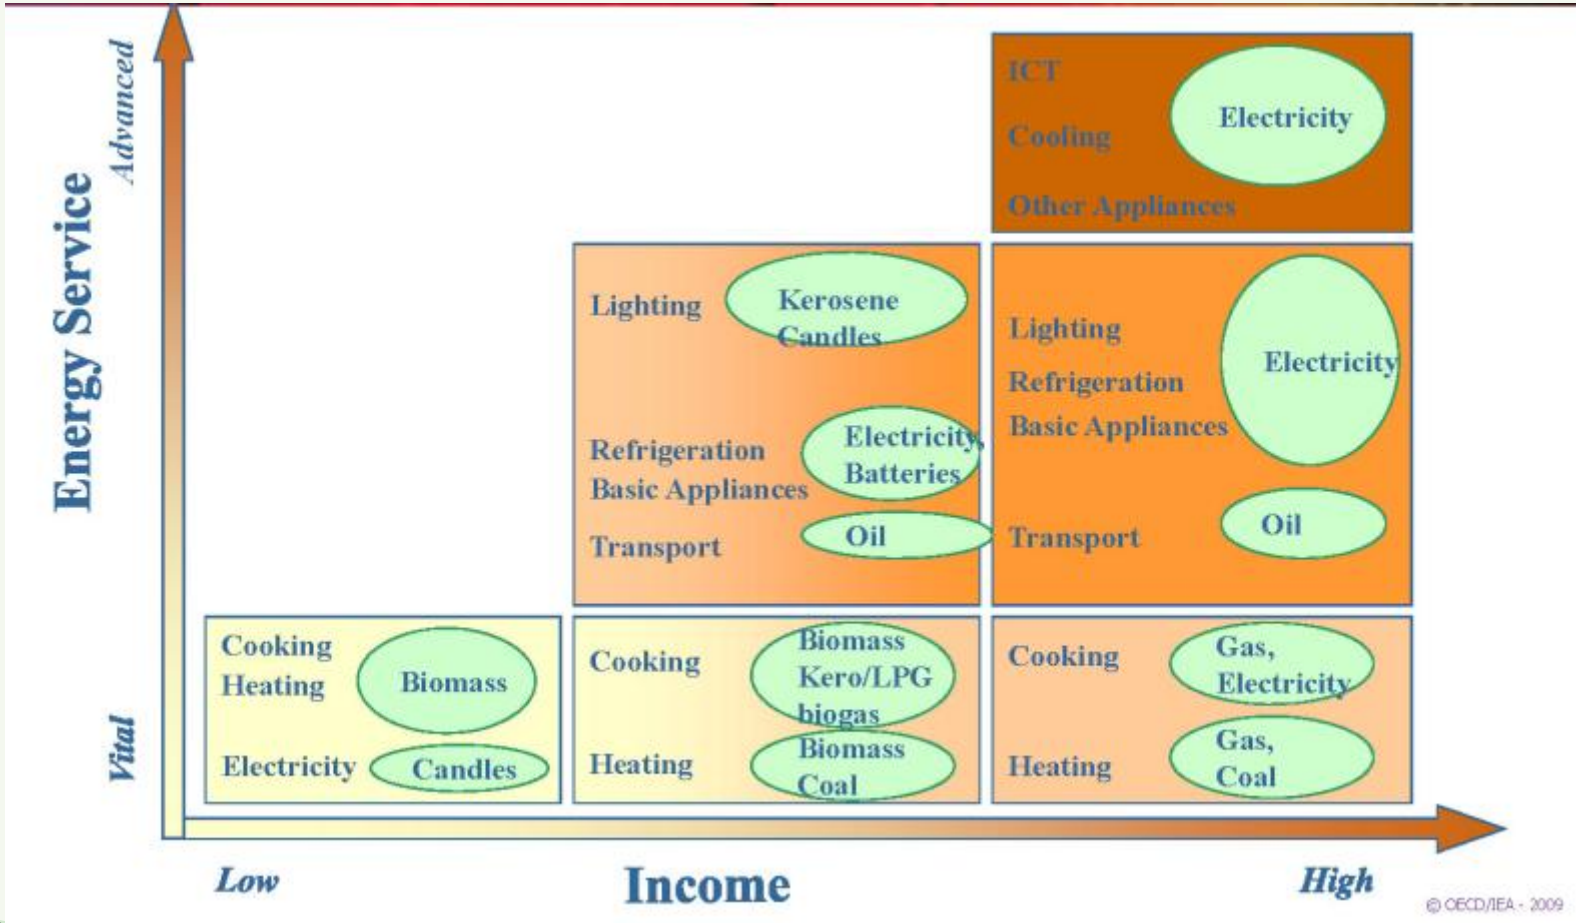 Advanced
Energy Service
Vital
ICT
Cooling
Other Appliances
Electricity
Lighting
Kerosene
Candles
Refrigeration
Basic Appliances
Electricity,
Batteries
Transport
Oil
Lighting
Refrigeration
Basic Appliances
Electricity
Transport
Oil
Cooking
Heating
Biomass
Electricity
Candles
Cooking
Biomass
Kero/LPG
biogas
Heating
Biomass
Coal
Cooking
Gas,
Electricity
Heating
Gas,
Coal
Low
Income
High
© OECD/IEA - 2009